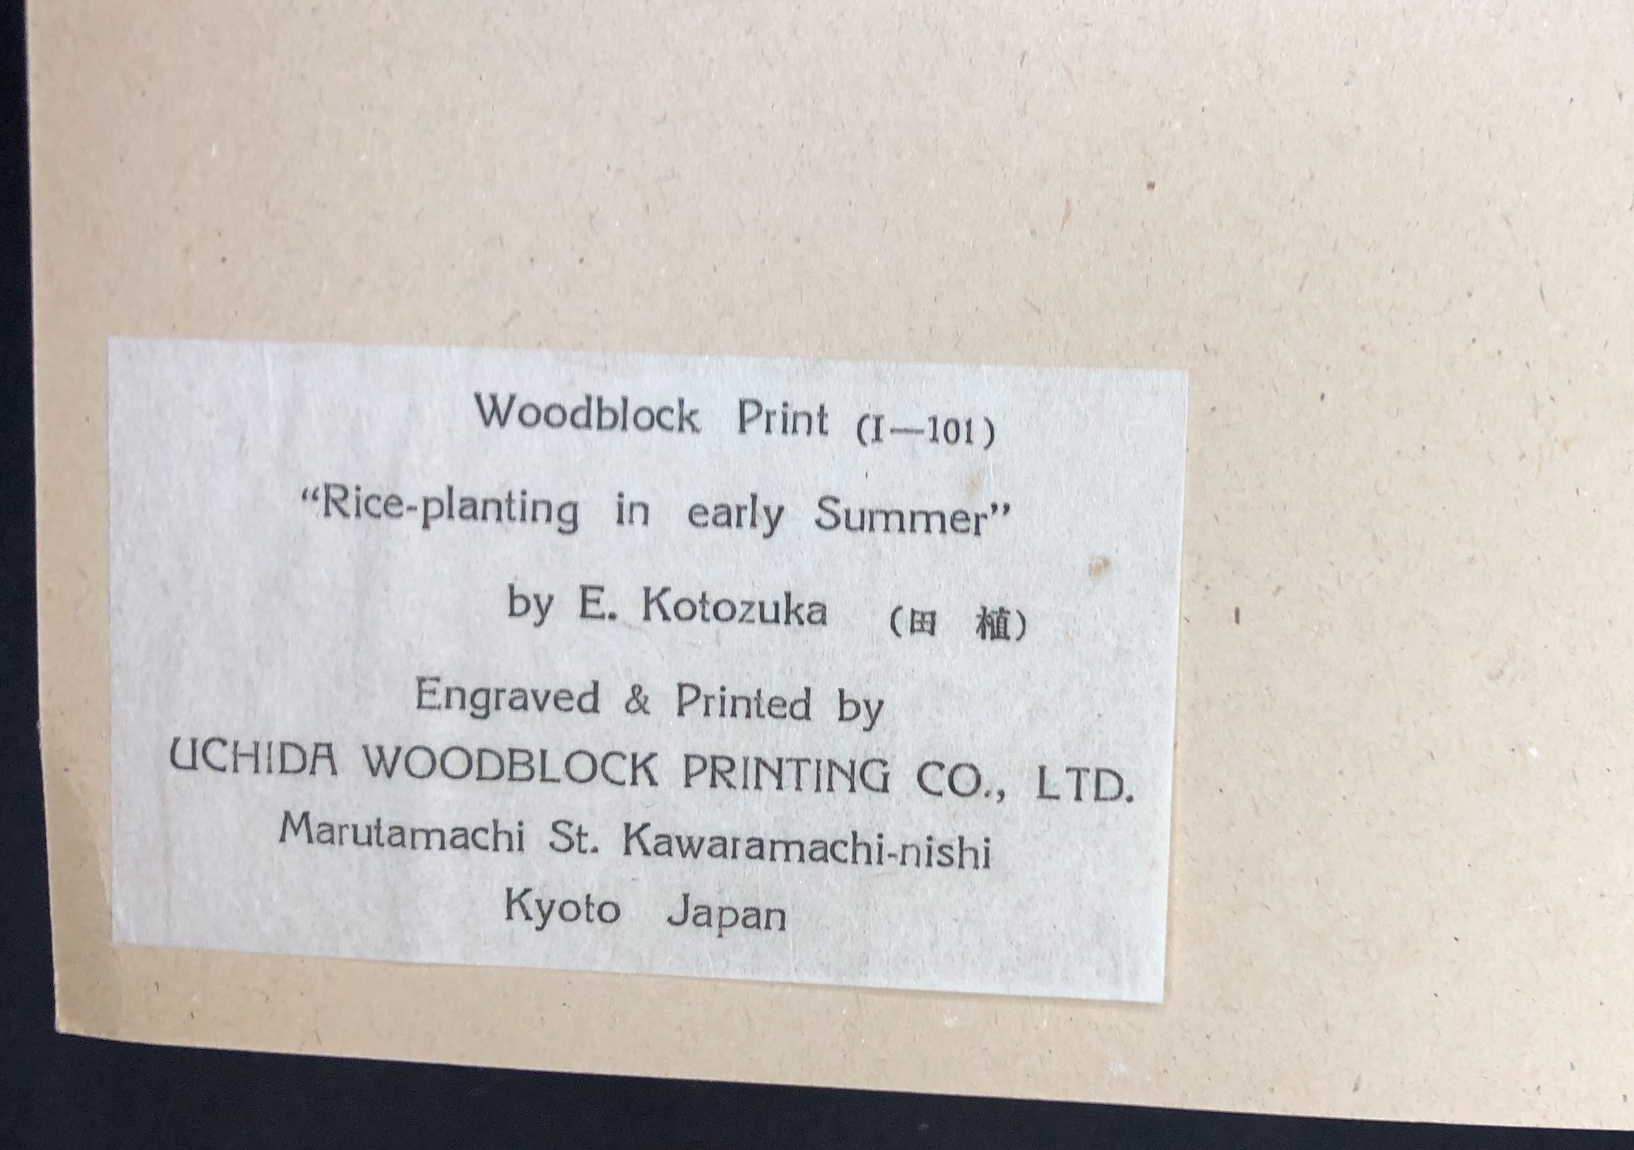 Woodblock Print (I—101)
“Rice-planting in early Summer”
by E. Kotozuka (田 植)
Engraved & Printed by
UCHIDA WOODBLOCK PRINTING CO., LTD.
Marutamachi St. Kawaramachi-nishi
Kyoto Japan